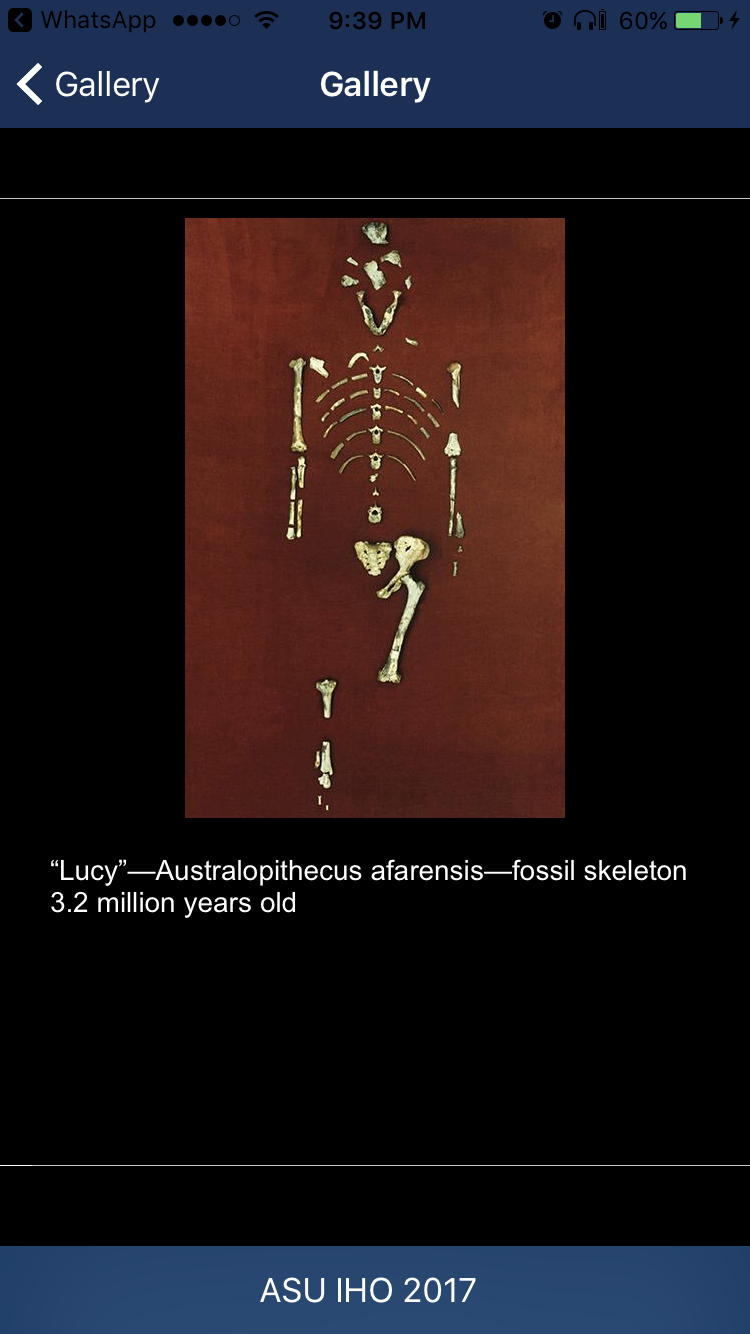 WhatsApp 9:39 PM 60%
Gallery Gallery
“Lucy”—Australopithecus afarensis—fossil skeleton
3.2 million years old
ASU IHO 2017